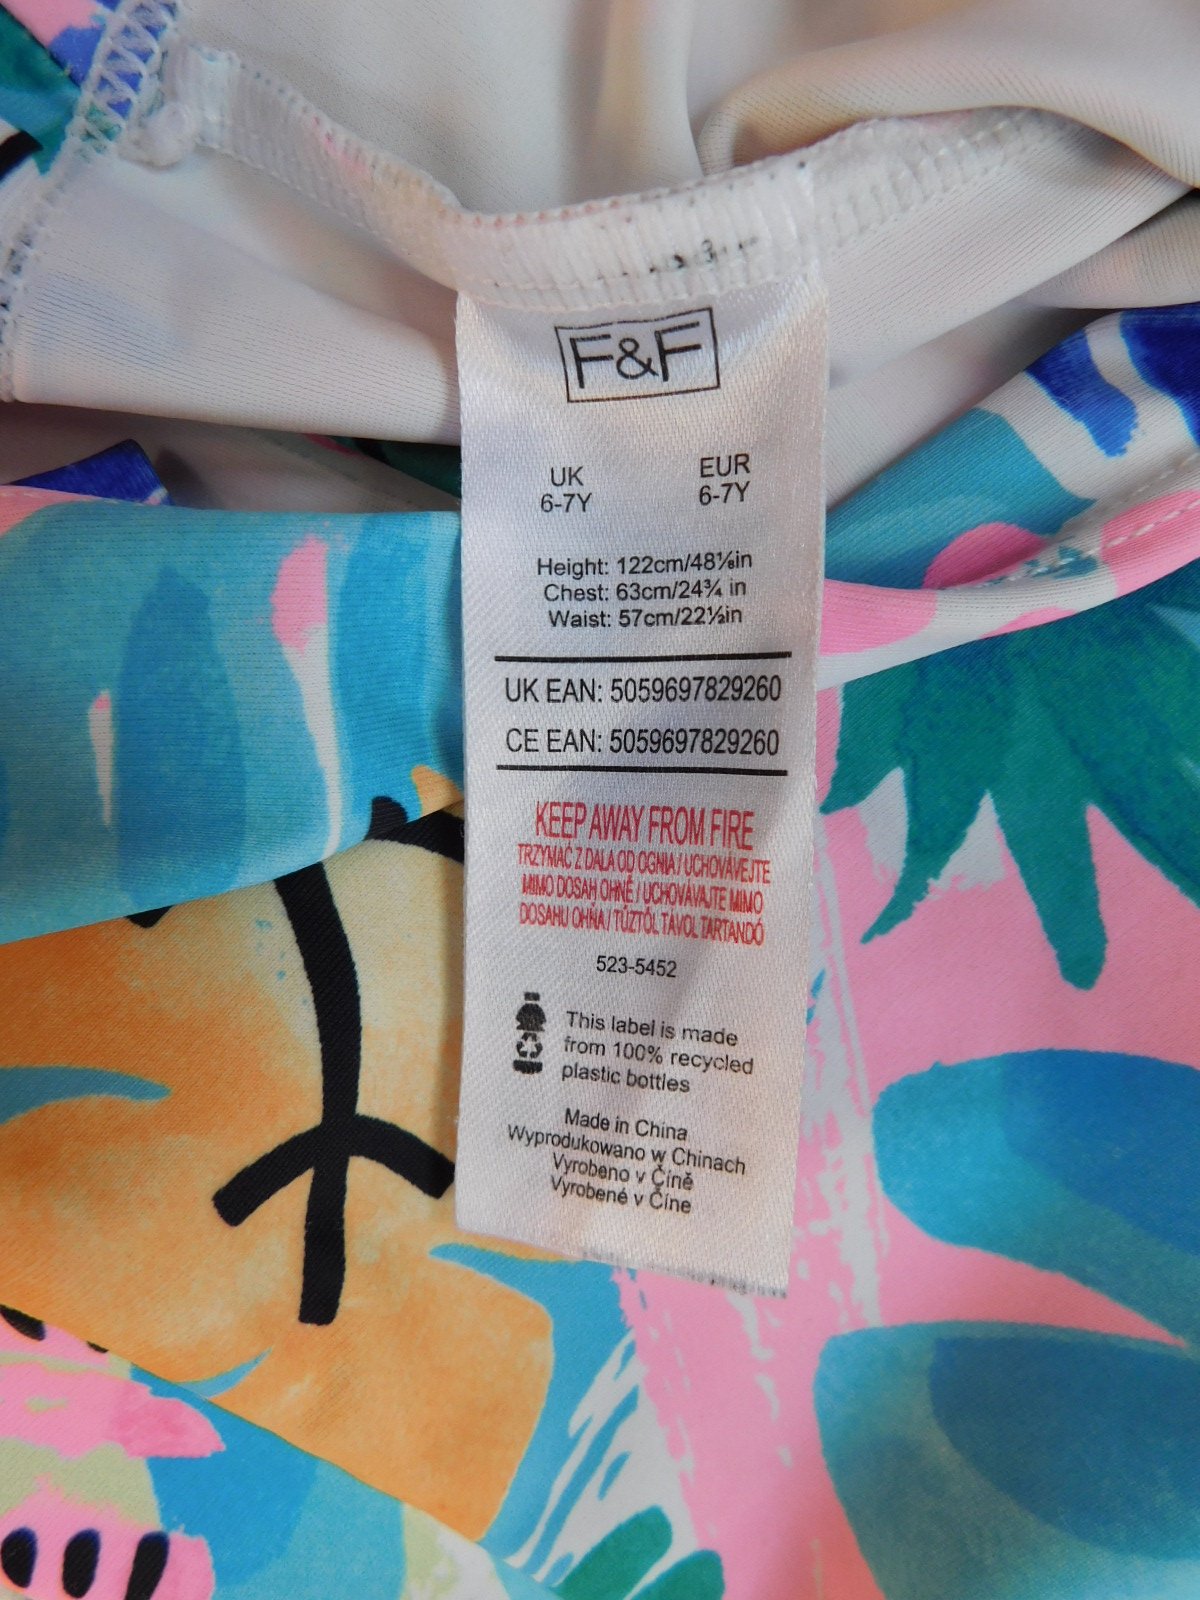 F&F
UK EUR
6-7Y 6-7Y
Height: 122cm/48⅛in
Chest: 63cm/24¾ in
Waist: 57cm/22½in
UK EAN: 5059697829260
CE EAN: 5059697829260
KEEP AWAY FROM FIRE
TRZYMAĆ Z DALA OD OGNIA / UCHOVÁVEJTE
MIMO DOSAH OHNĚ / UCHOVÁVAJTE MIMO
DOSAHU OHŇA / TŰZTŐL TÁVOL TARTANDÓ
523-5452
This label is made
from 100% recycled
plastic bottles
Made in China
Wyprodukowano w Chinach
Vyrobeno v Číně
Vyrobené v Číne